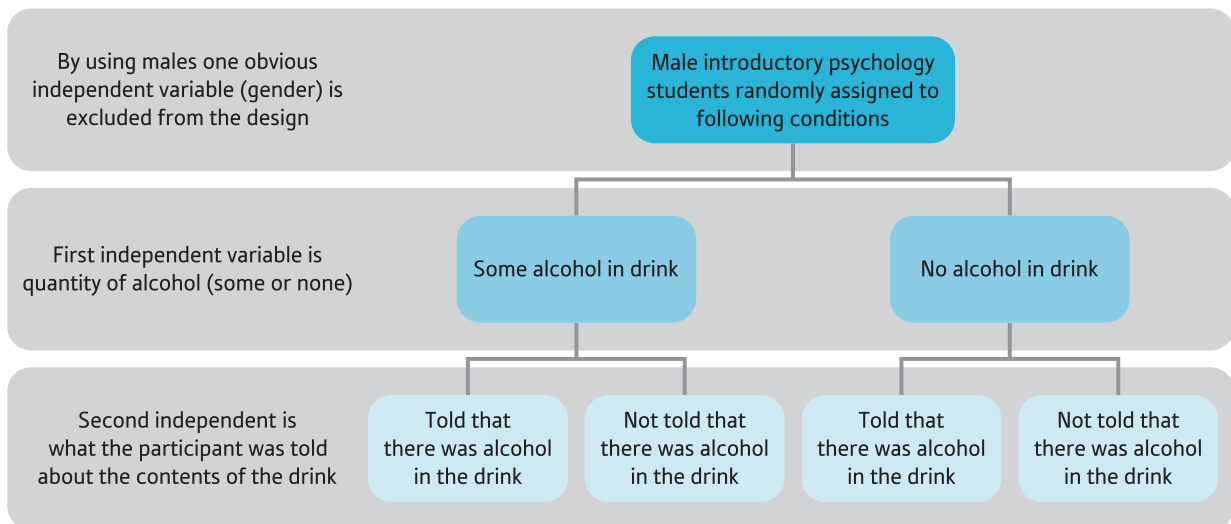 By using males one obvious
independent variable (gender) is
excluded from the design
Male introductory psychology
students randomly assigned to
following conditions
First independent variable is
quantity of alcohol (some or none)
Some alcohol in drink
No alcohol in drink
Second independent is
what the participant was told
about the contents of the drink
Told that
there was alcohol
in the drink
Not told that
there was alcohol
in the drink
Told that
there was alcohol
in the drink
Not told that
there was alcohol
in the drink